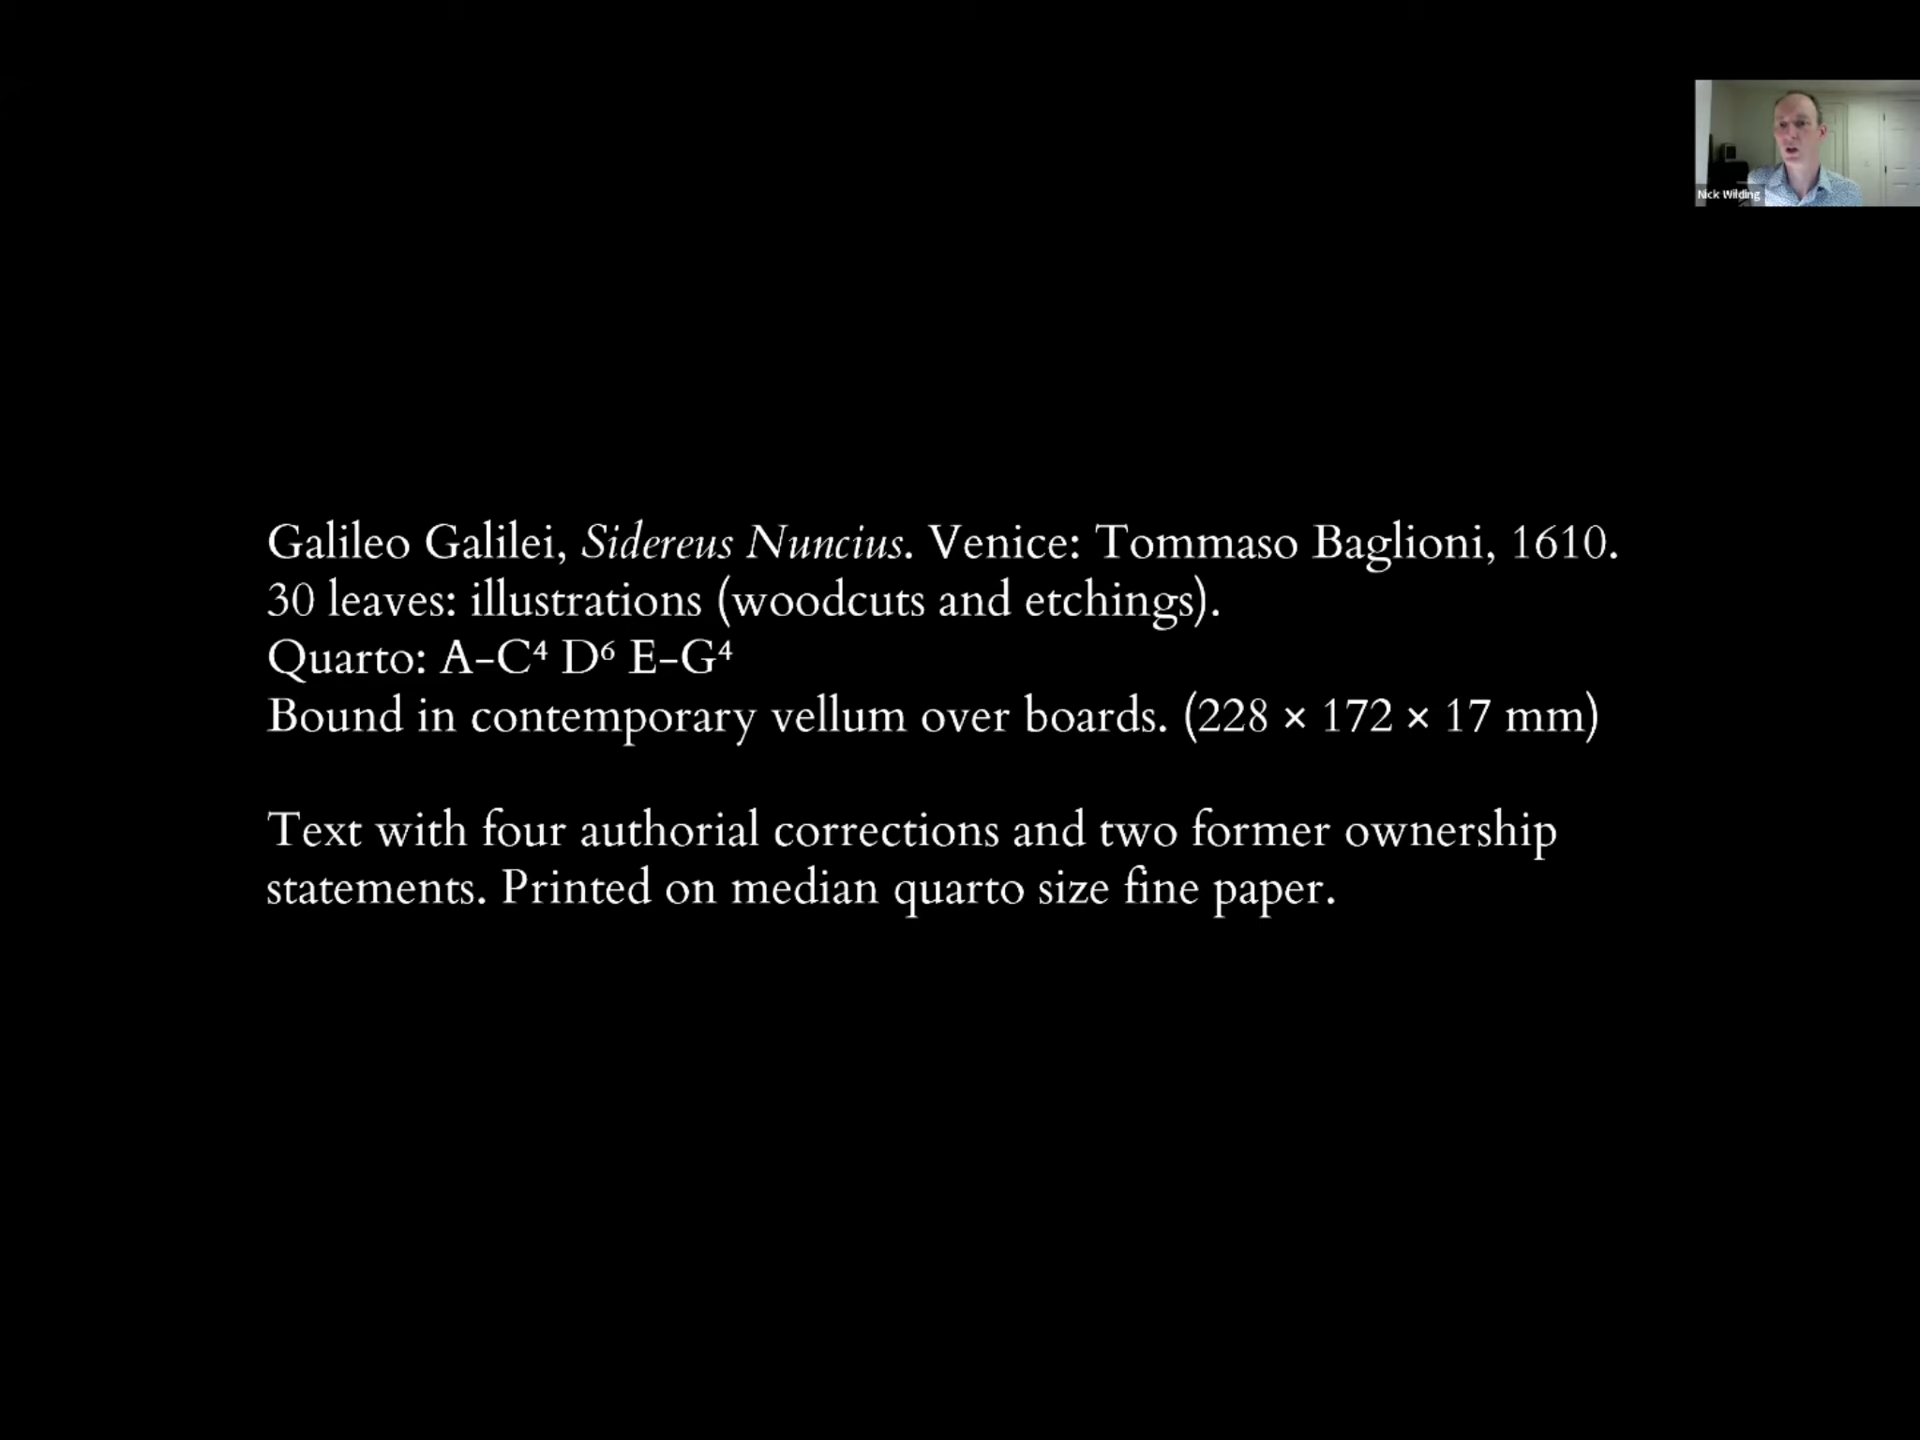 Nick Wilding
Galileo Galilei, Sidereus Nuncius. Venice: Tommaso Baglioni, 1610.
30 leaves: illustrations (woodcuts and etchings).
Quarto: A–C⁴ D⁶ E–G⁴
Bound in contemporary vellum over boards. (228 × 172 × 17 mm)
Text with four authorial corrections and two former ownership
statements. Printed on median quarto size fine paper.